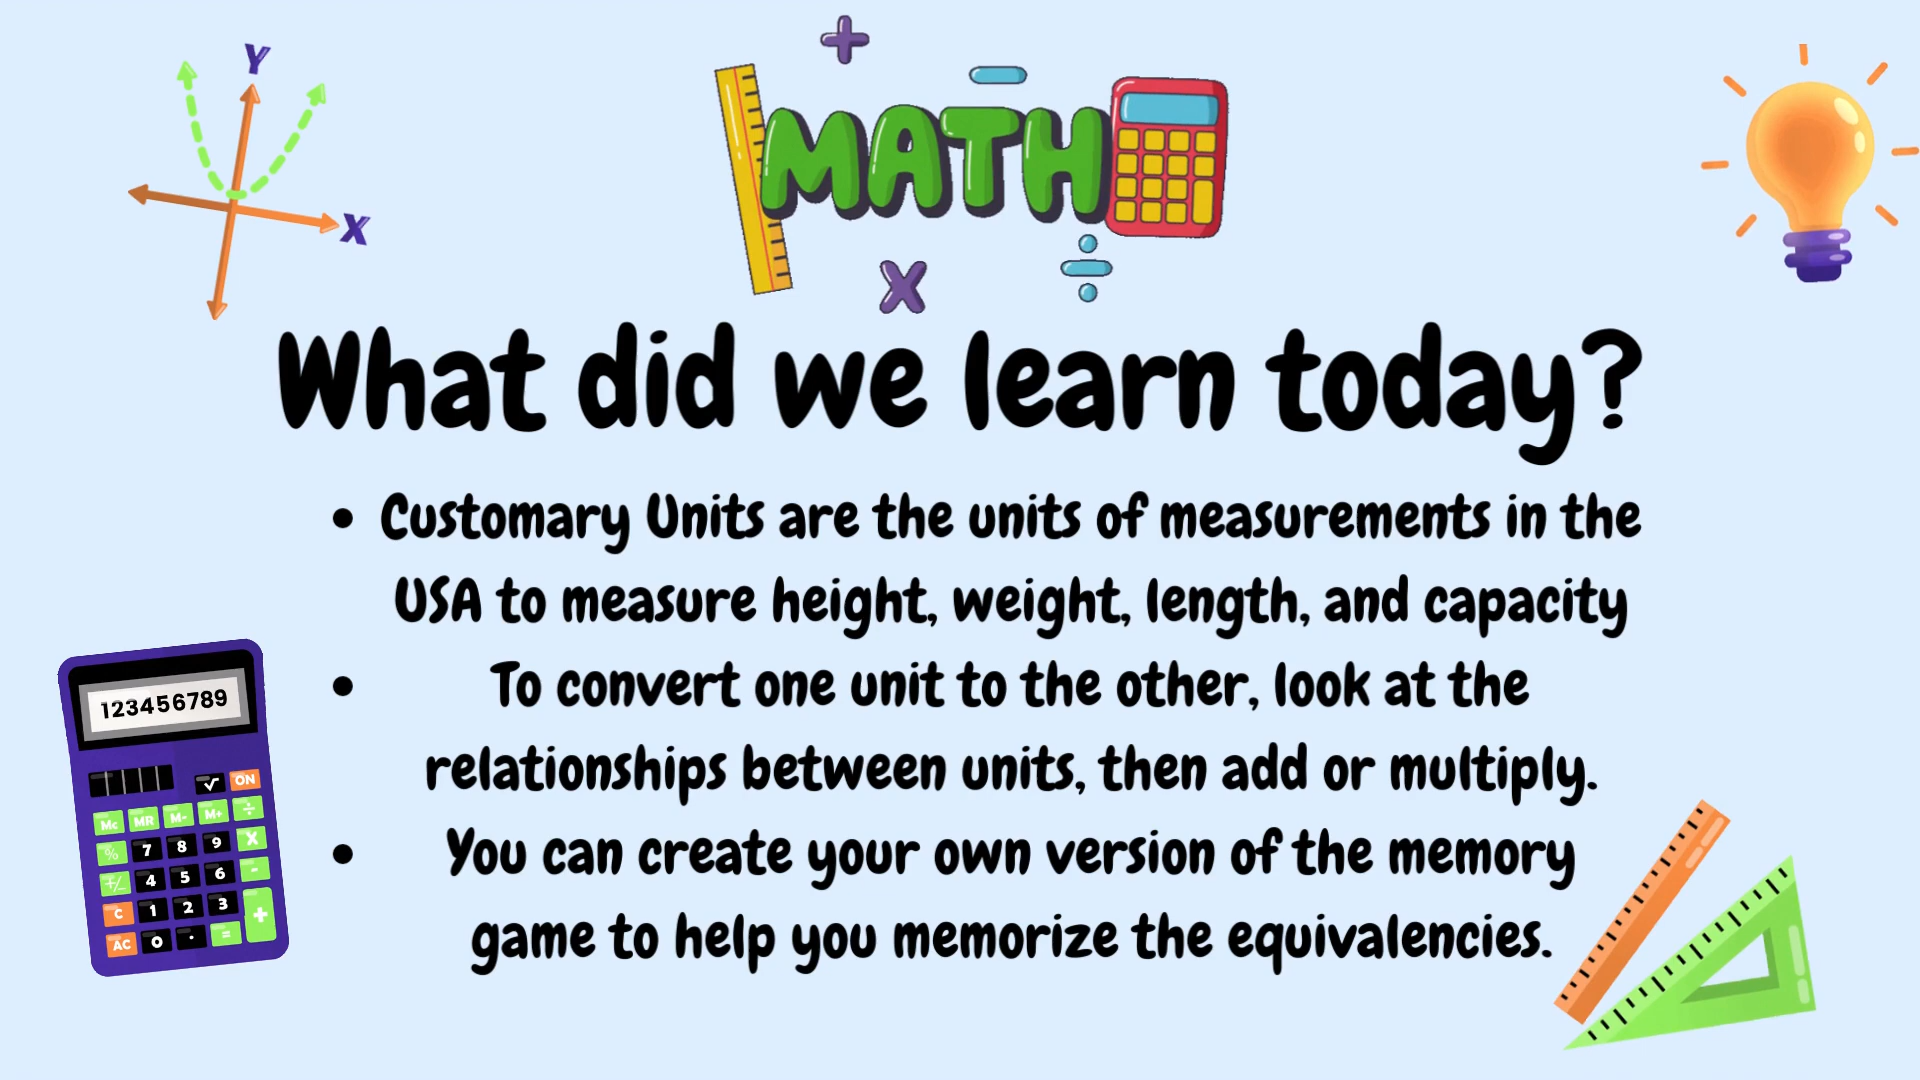 Y
X
+
−
MATH
x
÷
What did we learn today?
• Customary Units are the units of measurements in the
USA to measure height, weight, length, and capacity
• To convert one unit to the other, look at the
relationships between units, then add or multiply.
• You can create your own version of the memory
game to help you memorize the equivalencies.
123456789
√ ON
Mc MR M- M+ ÷
% 7 8 9 X
+/_ 4 5 6 -
C 1 2 3 +
AC 0 . =